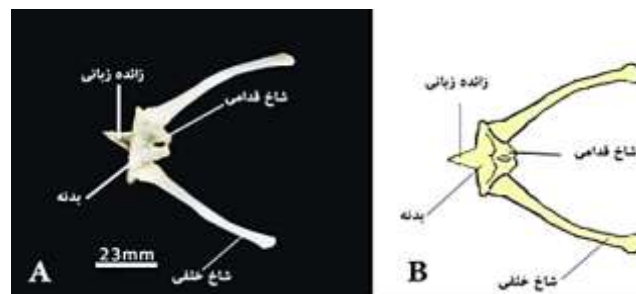 زائده زبانی
شاخ قدامی
بدنه
23mm
شاخ خلفی
A
زائده زبانی
شاخ قدامی
بدنه
شاخ خلفی
B